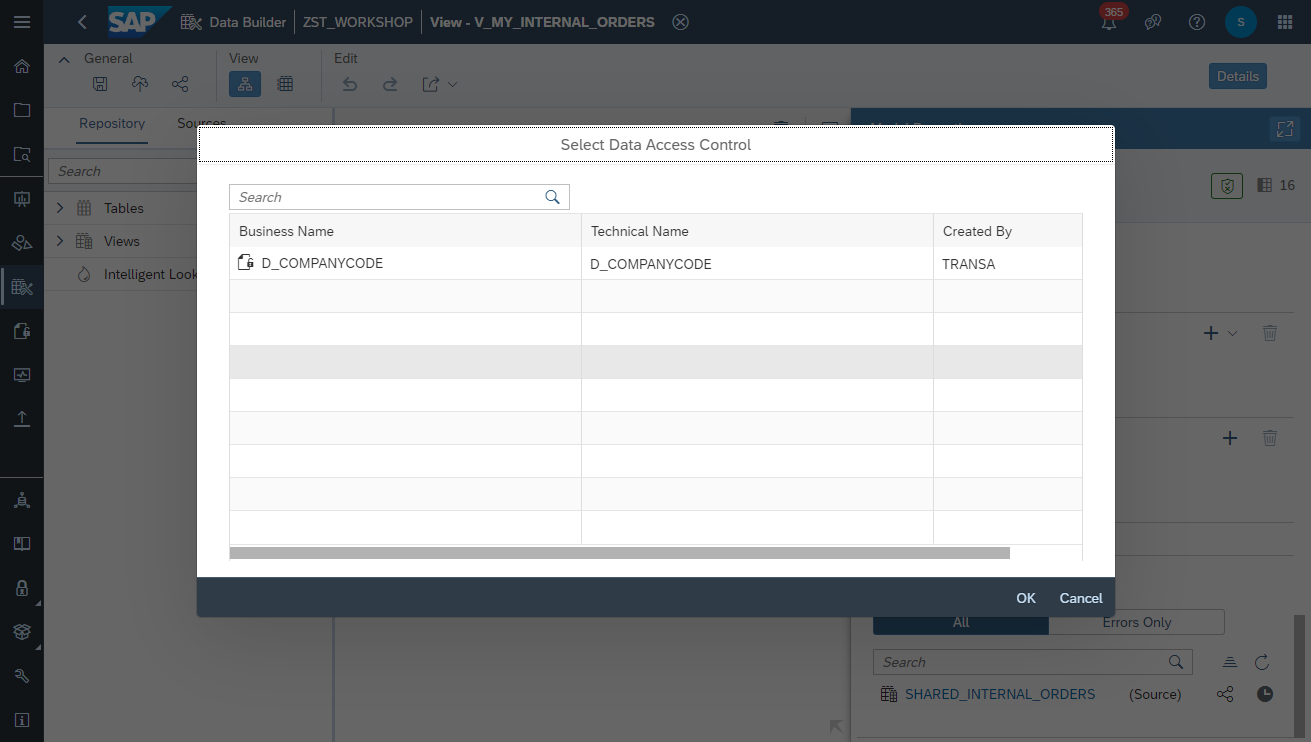 365
SAP Data Builder ZST_WORKSHOP View - V_MY_INTERNAL_ORDERS S
General View Edit
Details
Repository Sources
Select Data Access Control
Search
Search
16
Tables
Views
Intelligent Look
Business Name Technical Name Created By
D_COMPANYCODE D_COMPANYCODE TRANSA
OK Cancel
All Errors Only
Search
SHARED_INTERNAL_ORDERS (Source)